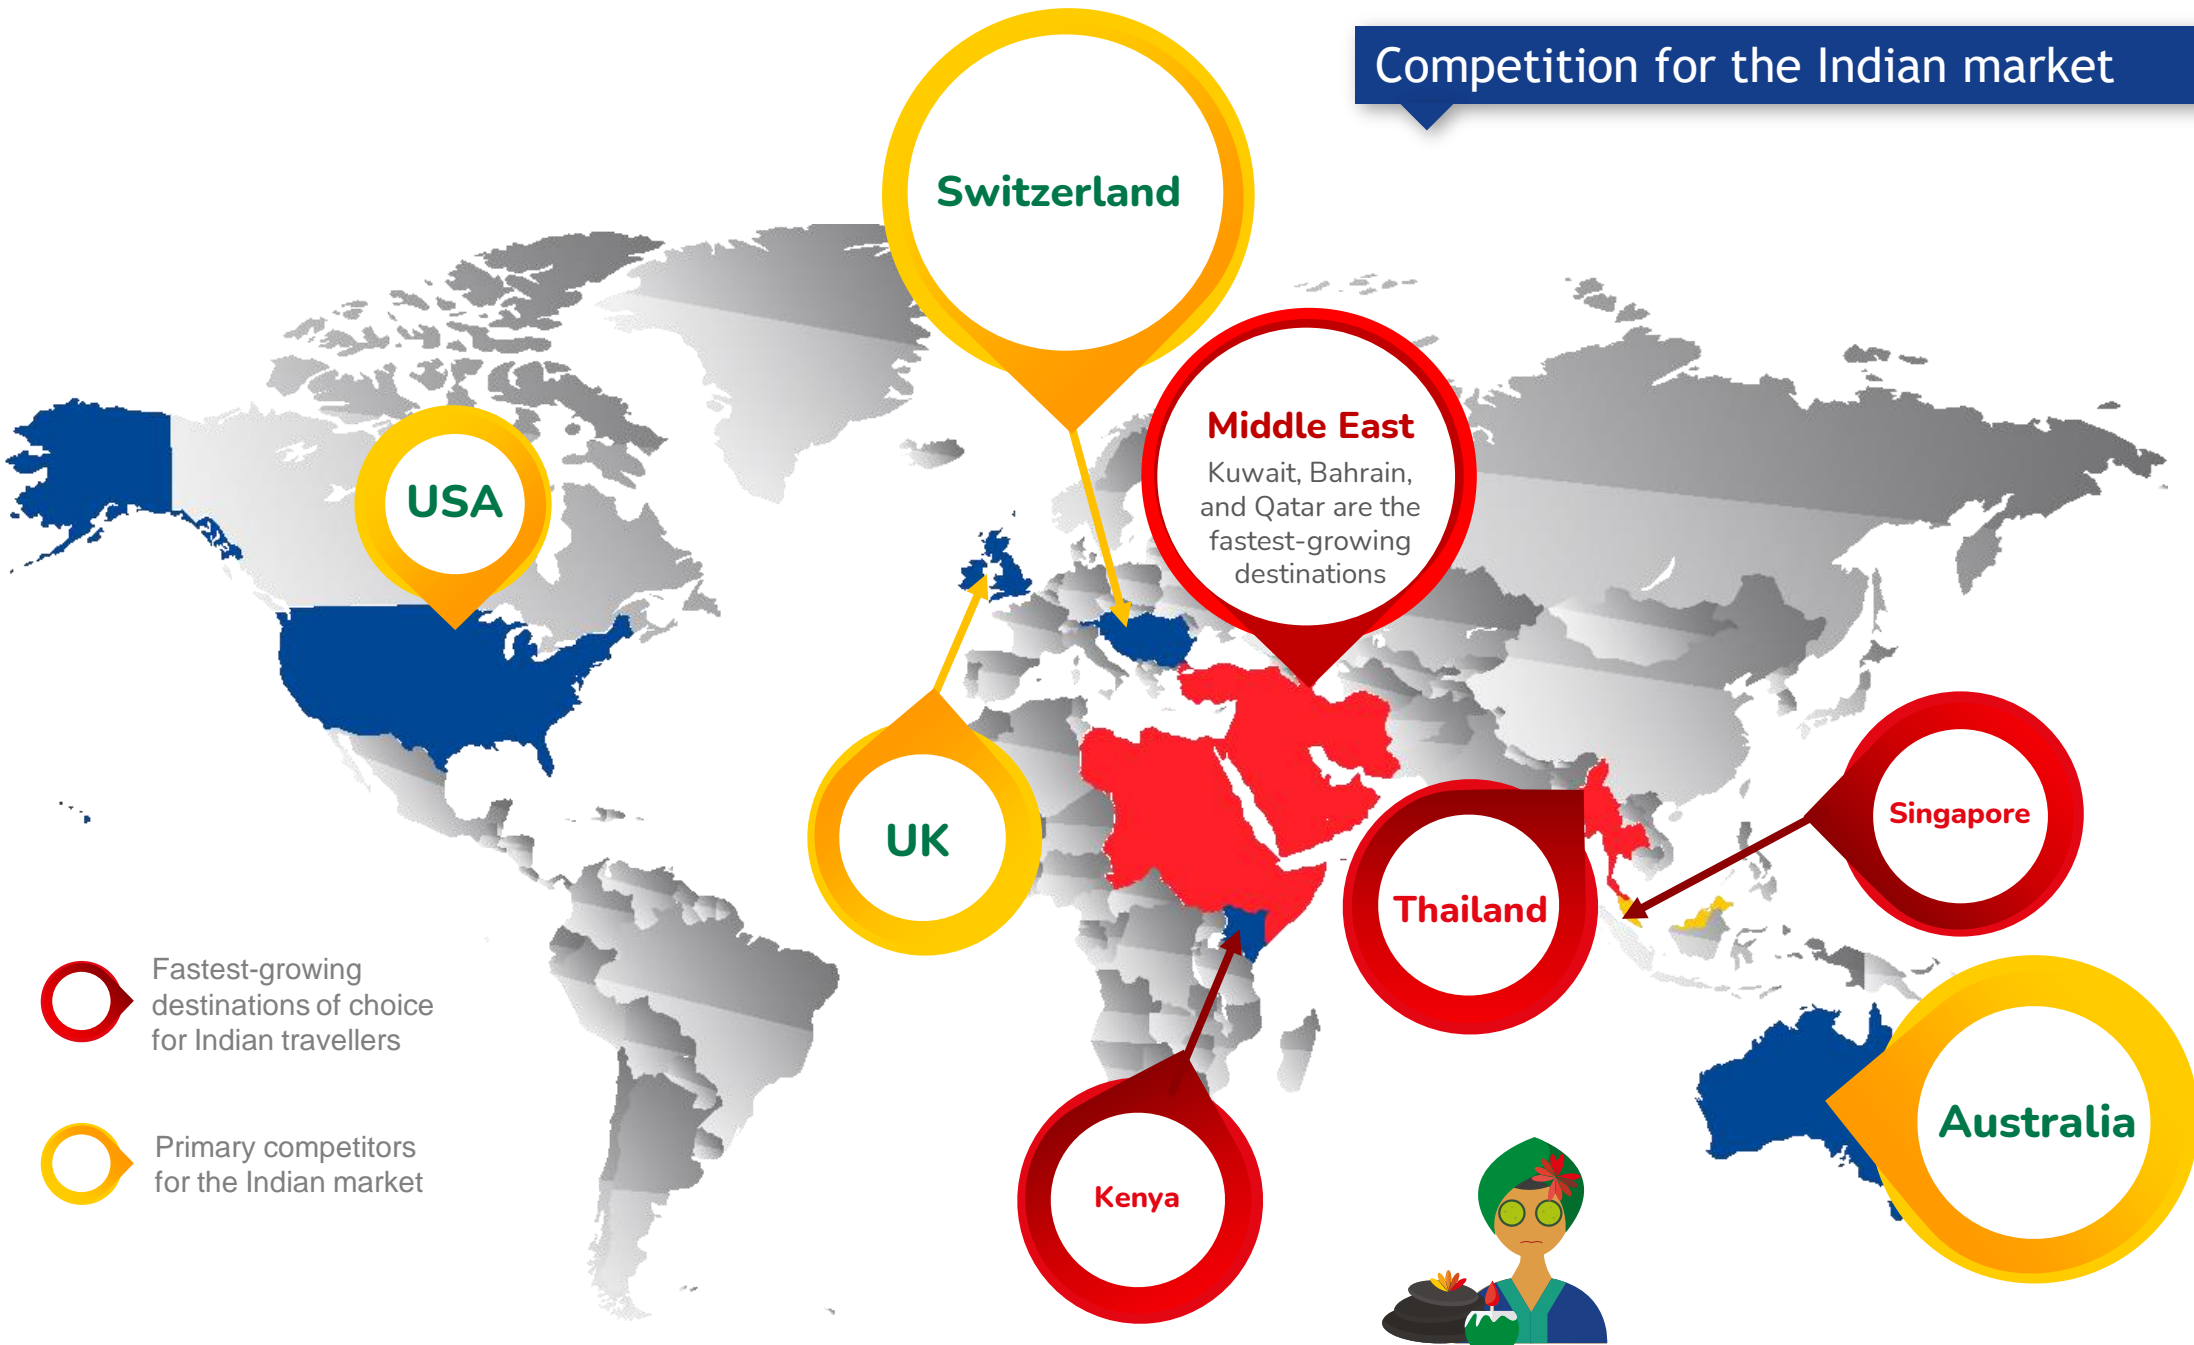 Competition for the Indian market
Switzerland
Middle East
Kuwait, Bahrain,
and Qatar are the
fastest-growing
destinations
USA
UK
Singapore
Thailand
Fastest-growing
destinations of choice
for Indian travellers
Primary competitors
for the Indian market
Kenya
Australia